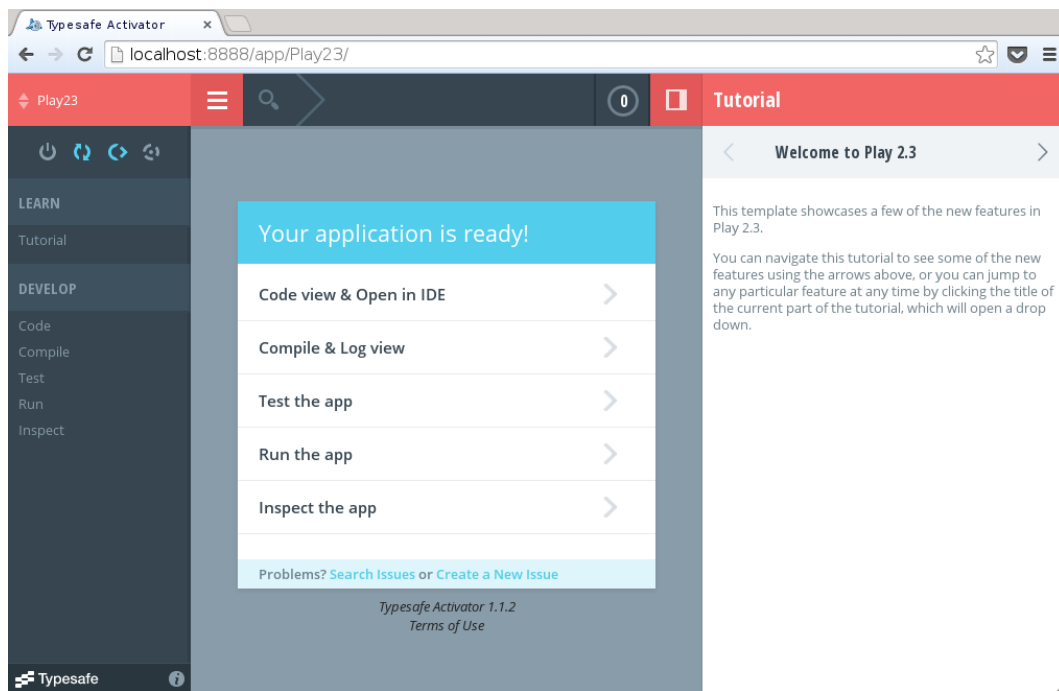 Typesafe Activator
localhost:8888/app/Play23/
Play23
0
Tutorial
LEARN
Tutorial
DEVELOP
Code
Compile
Test
Run
Inspect
Typesafe
Your application is ready!
Code view & Open in IDE
Compile & Log view
Test the app
Run the app
Inspect the app
Problems? Search Issues or Create a New Issue
Typesafe Activator 1.1.2
Terms of Use
Welcome to Play 2.3
This template showcases a few of the new features in
Play 2.3.
You can navigate this tutorial to see some of the new
features using the arrows above, or you can jump to
any particular feature at any time by clicking the title of
the current part of the tutorial, which will open a drop
down.